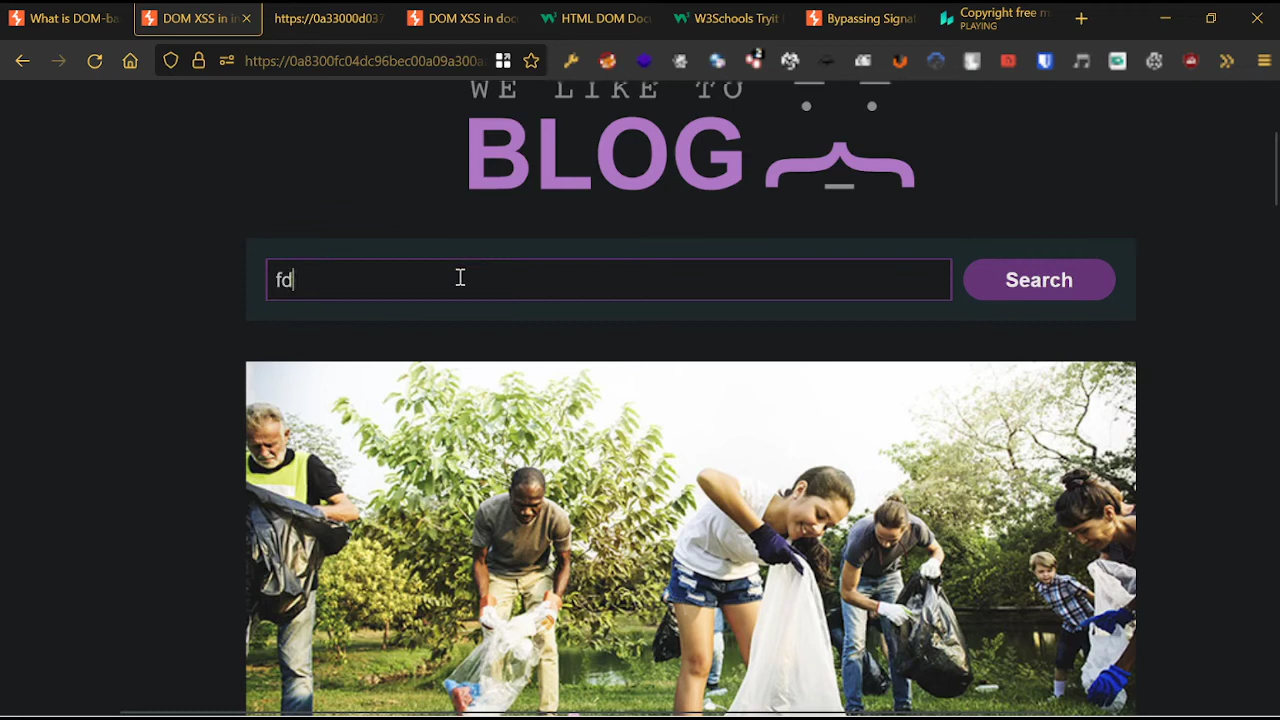 What is DOM-ba
DOM XSS in in
https://0a33000d037
DOM XSS in doc
HTML DOM Doc
W3Schools Tryit
Bypassing Signat
Copyright free m
PLAYING
https://0a8300fc04dc96bec00a09a300a
WE LIKE TO
BLOG
fd
Search